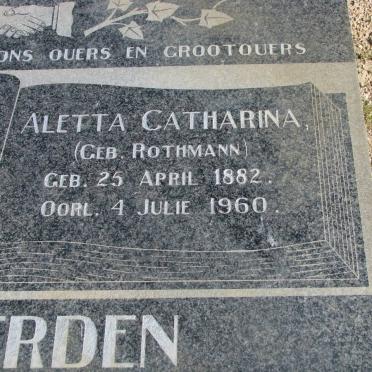 ONS OUERS EN GROOTOUERS
ALETTA CATHARINA,
(GEB. ROTHMANN)
GEB. 25 APRIL 1882.
OORL. 4 JULIE 1960.
ERDEN